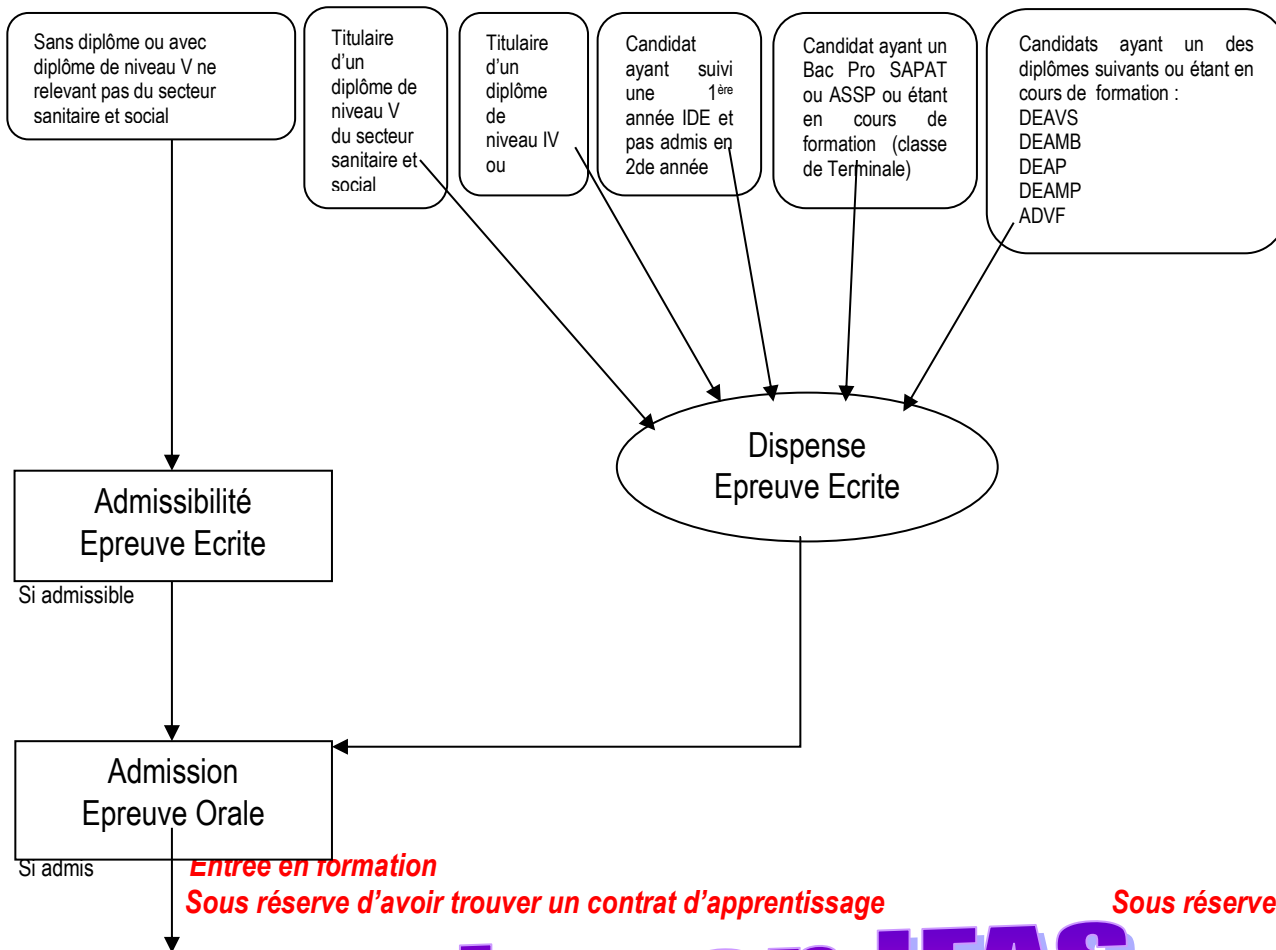 Sans diplôme ou avec
diplôme de niveau V ne
relevant pas du secteur
sanitaire et social
Titulaire
d'un
diplôme de
niveau V
du secteur
sanitaire et
social
Titulaire
d'un
diplôme
de
niveau IV
ou
Candidat
ayant suivi
une 1ère
année IDE et
pas admis en
2de année
Candidat ayant un
Bac Pro SAPAT
ou ASSP ou étant
en cours de
formation (classe
de Terminale)
Candidats ayant un des
diplômes suivants ou étant en
cours de formation :
DEAVS
DEAMB
DEAP
DEAMP
ADVF
Dispense
Epreuve Ecrite
Admissibilité
Epreuve Ecrite
Si admissible
Admission
Epreuve Orale
Si admis
Entrée en formation
Sous réserve d'avoir trouver un contrat d'apprentissage
Sous réserve
IFAS